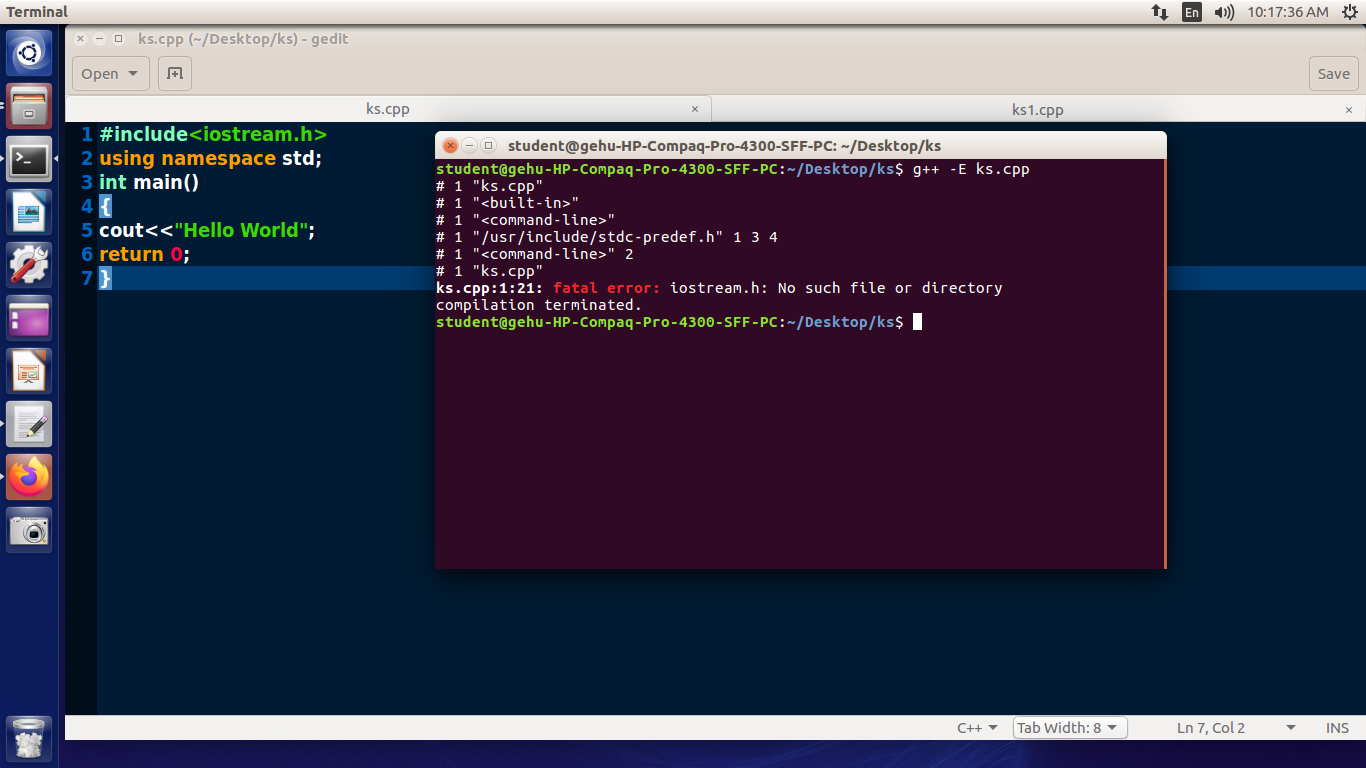 Terminal
En
10:17:36 AM
ks.cpp (~/Desktop/ks) - gedit
Open
Save
ks.cpp
ks1.cpp
1 #include<iostream.h>
2 using namespace std;
3 int main()
4 {
5 cout<<"Hello World";
6 return 0;
7 }
student@gehu-HP-Compaq-Pro-4300-SFF-PC: ~/Desktop/ks
student@gehu-HP-Compaq-Pro-4300-SFF-PC:~/Desktop/ks$ g++ -E ks.cpp
# 1 "ks.cpp"
# 1 "<built-in>"
# 1 "<command-line>"
# 1 "/usr/include/stdc-predef.h" 1 3 4
# 1 "<command-line>" 2
# 1 "ks.cpp"
ks.cpp:1:21: fatal error: iostream.h: No such file or directory
compilation terminated.
student@gehu-HP-Compaq-Pro-4300-SFF-PC:~/Desktop/ks$
C++
Tab Width: 8
Ln 7, Col 2
INS